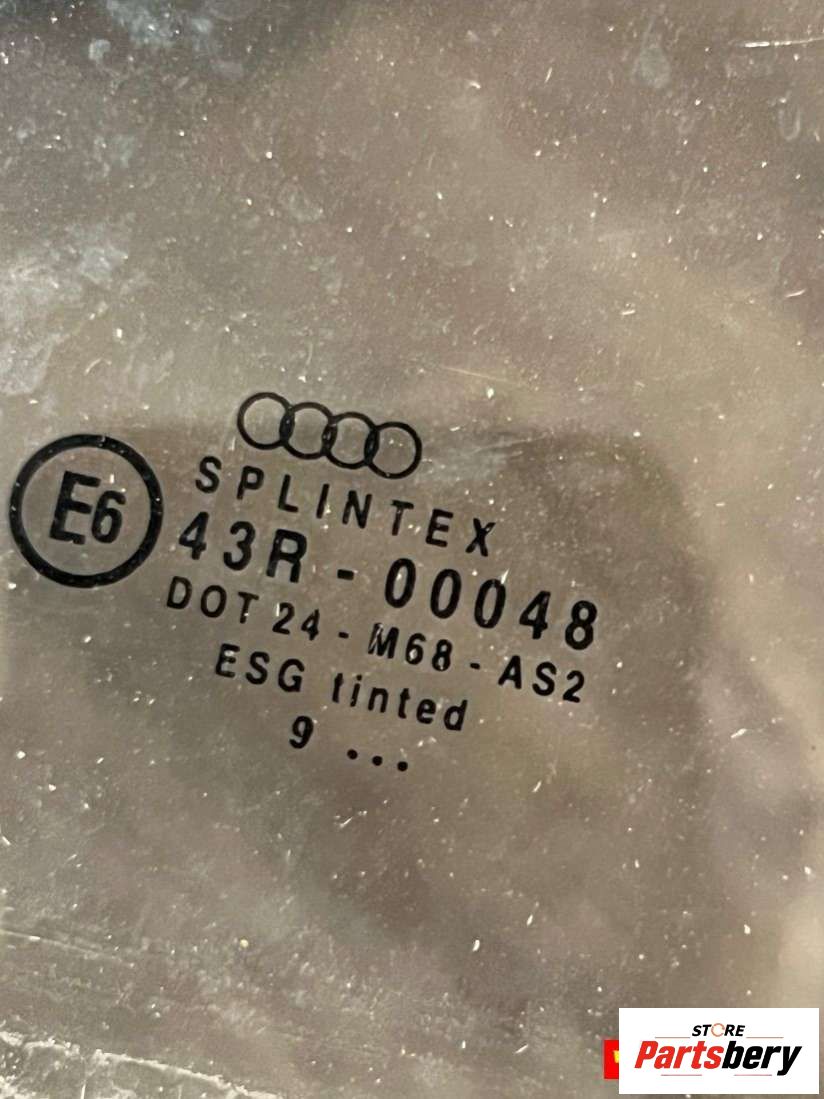 SPLINTEX
E6
43R - 00048
DOT 24 - M68 - AS2
ESG tinted
9 ...
STORE
Partsbery